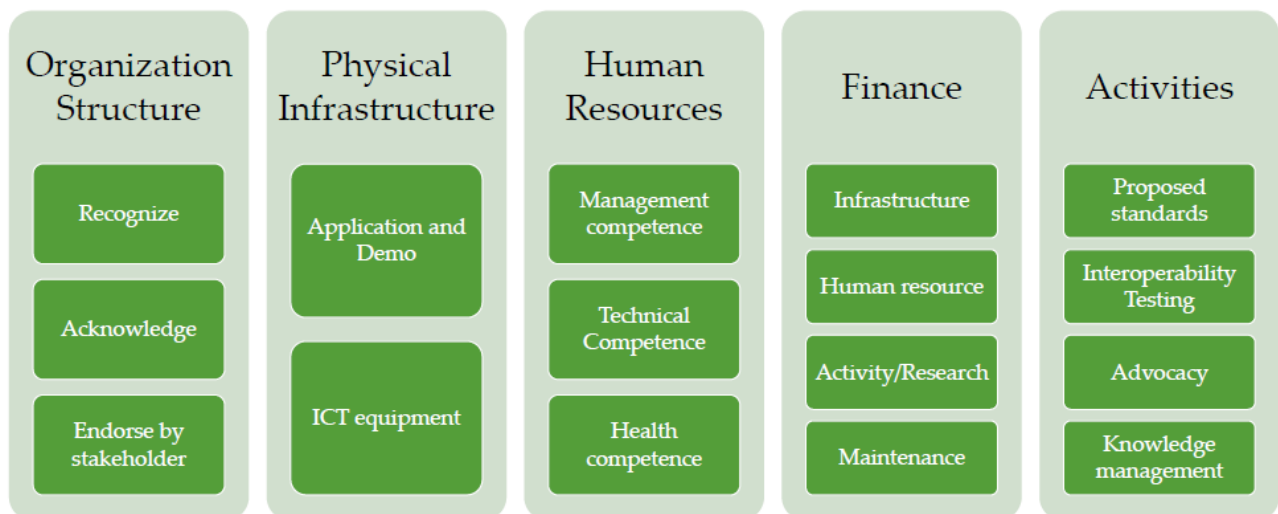 Organization
Structure
Recognize
Acknowledge
Endorse by
stakeholder
Physical
Infrastructure
Application and
Demo
ICT equipment
Human
Resources
Management
competence
Technical
Competence
Health
competence
Finance
Infrastructure
Human resource
Activity/Research
Maintenance
Activities
Proposed
standards
Interoperability
Testing
Advocacy
Knowledge
management